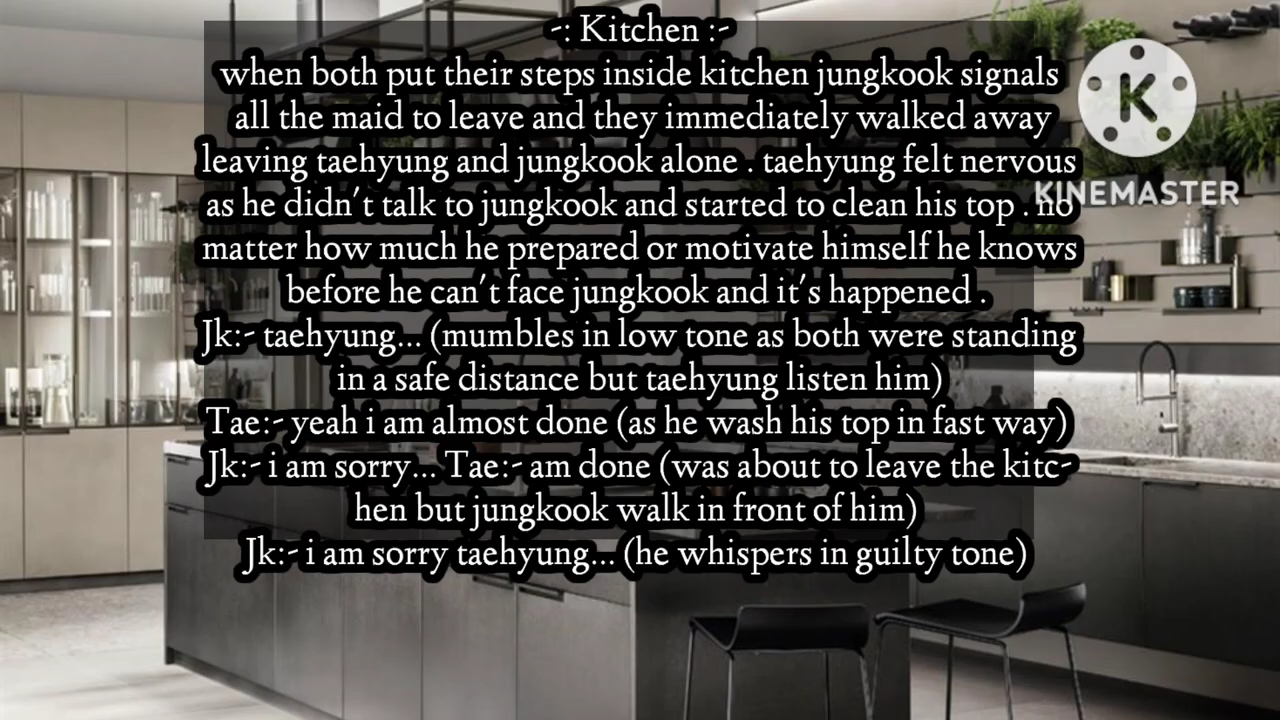 -: Kitchen :-
when both put their steps inside kitchen jungkook signals
all the maid to leave and they immediately walked away
leaving taehyung and jungkook alone . taehyung felt nervous
as he didn't talk to jungkook and started to clean his top . no
matter how much he prepared or motivate himself he knows
before he can't face jungkook and it's happened .
Jk:- taehyung... (mumbles in low tone as both were standing
in a safe distance but taehyung listen him)
Tae:- yeah i am almost done (as he wash his top in fast way)
Jk:- i am sorry... Tae:- am done (was about to leave the kitc-
hen but jungkook walk in front of him)
Jk:- i am sorry taehyung... (he whispers in guilty tone)
K
KINEMASTER